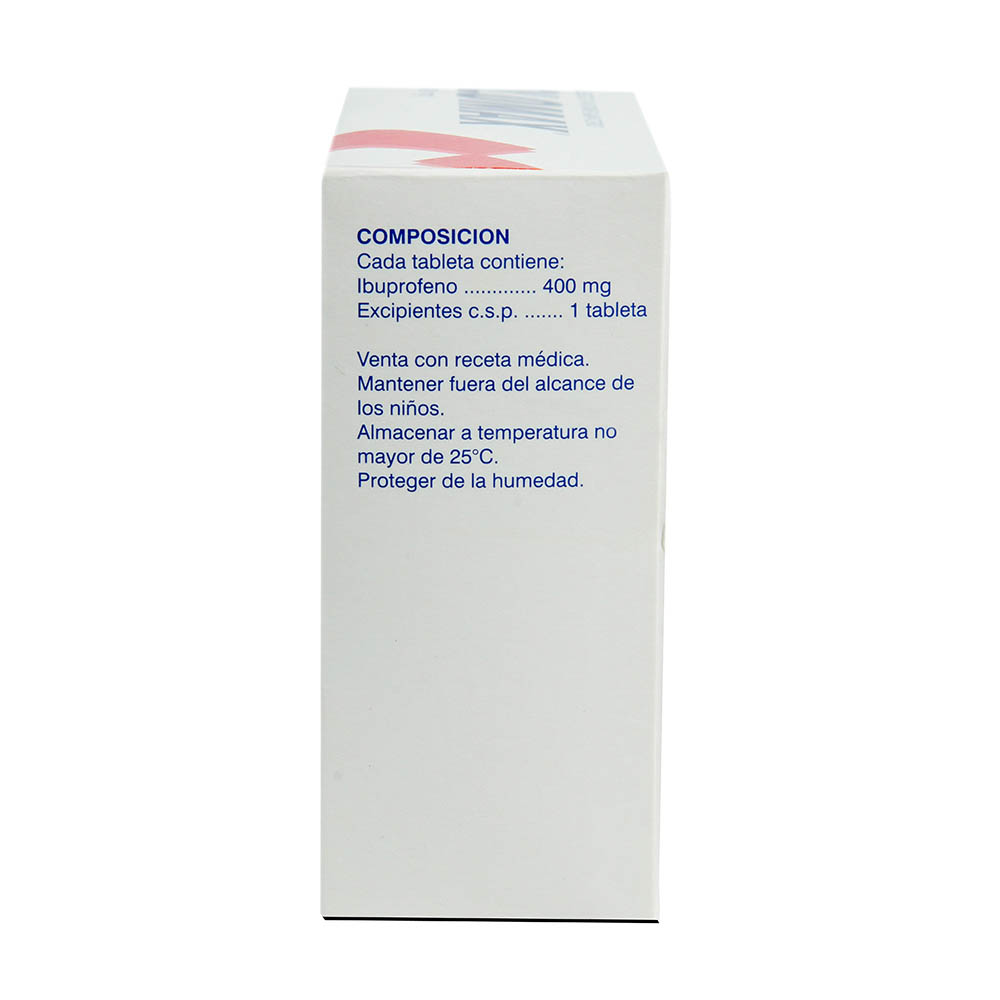 COMPOSICION
Cada tableta contiene:
Ibuprofeno ............. 400 mg
Excipientes c.s.p. ....... 1 tableta
Venta con receta médica.
Mantener fuera del alcance de
los niños.
Almacenar a temperatura no
mayor de 25°C.
Proteger de la humedad.